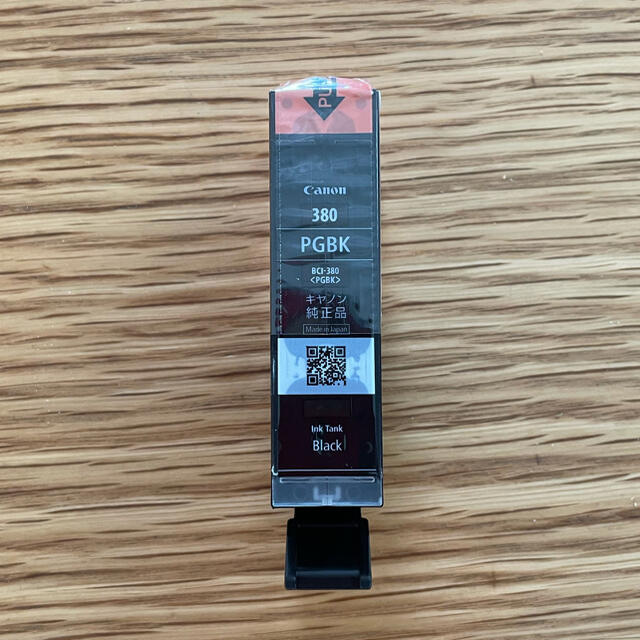 PU
Canon
380
PGBK
BCI-380
<PGBK>
キヤノン
純正品
Made in Japan
Ink Tank
Black